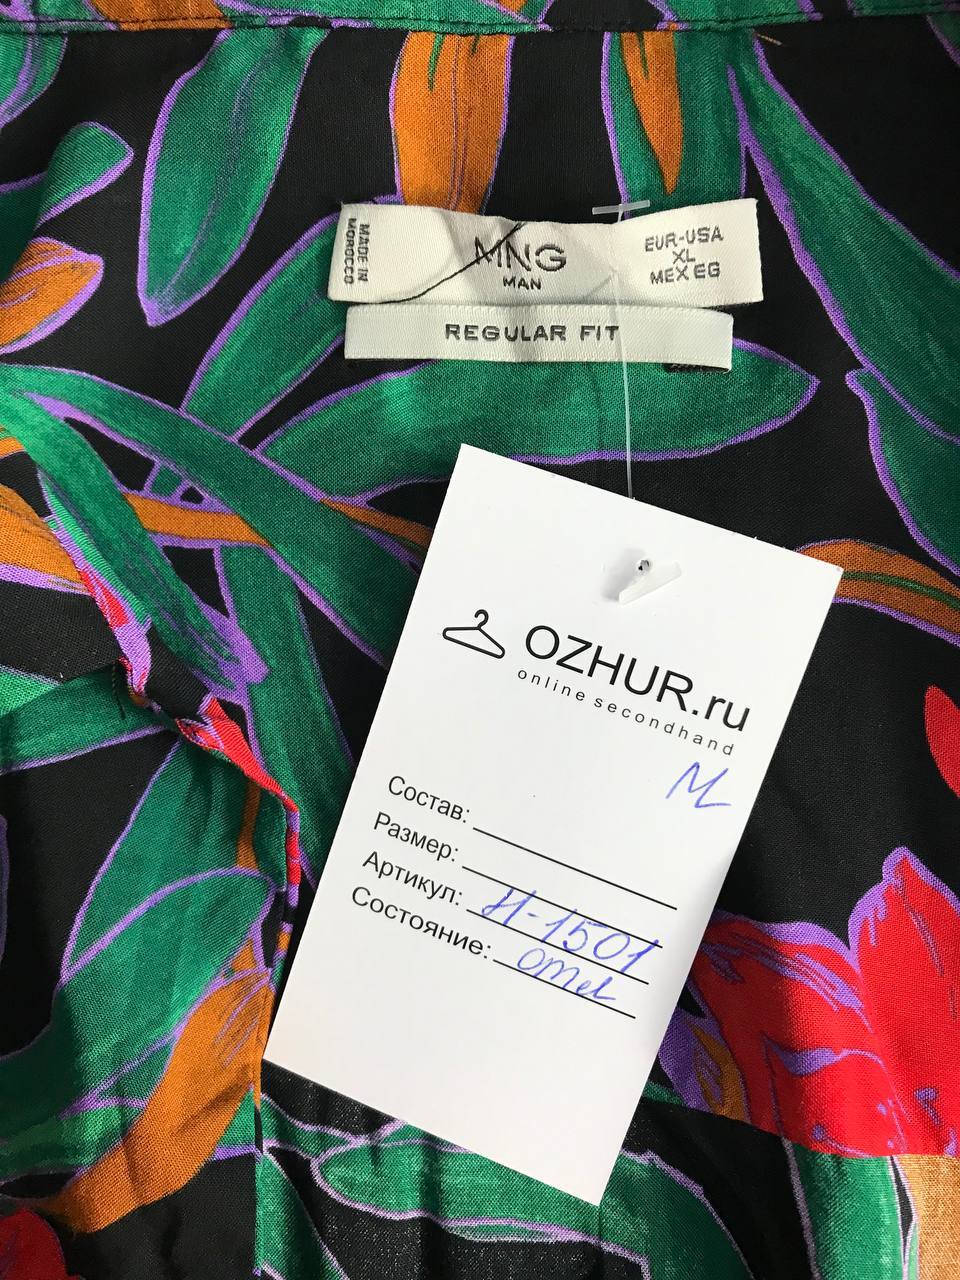 MADE IN
MOROCCO
MNG
MAN
EUR-USA
XL
MEX EG
REGULAR FIT
OZHUR.ru
online secondhand
Состав:
Размер:
Артикул: Н-1501
Состояние: